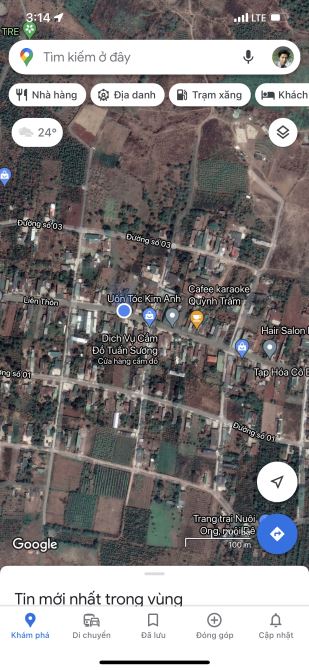 3:14
LTE
TRE
Tìm kiếm ở đây
Nhà hàng
Địa danh
Trạm xăng
Khách
24°
Đường số 03
Đường số 03
Liên Thôn
Uốn Tóc Kim Anh
Cafee karaoke
Quỳnh Trâm
Dịch Vụ Cầm
Đồ Tuấn Sương
Cửa hàng cầm đồ
Hair Salon
Tạp Hóa Cô
ng số 01
Đường số 01
Trang trại Nuôi
Ong,
100 m
Google
Tin mới nhất trong vùng
Khám phá
Di chuyển
Đã lưu
Đóng góp
Cập nhật